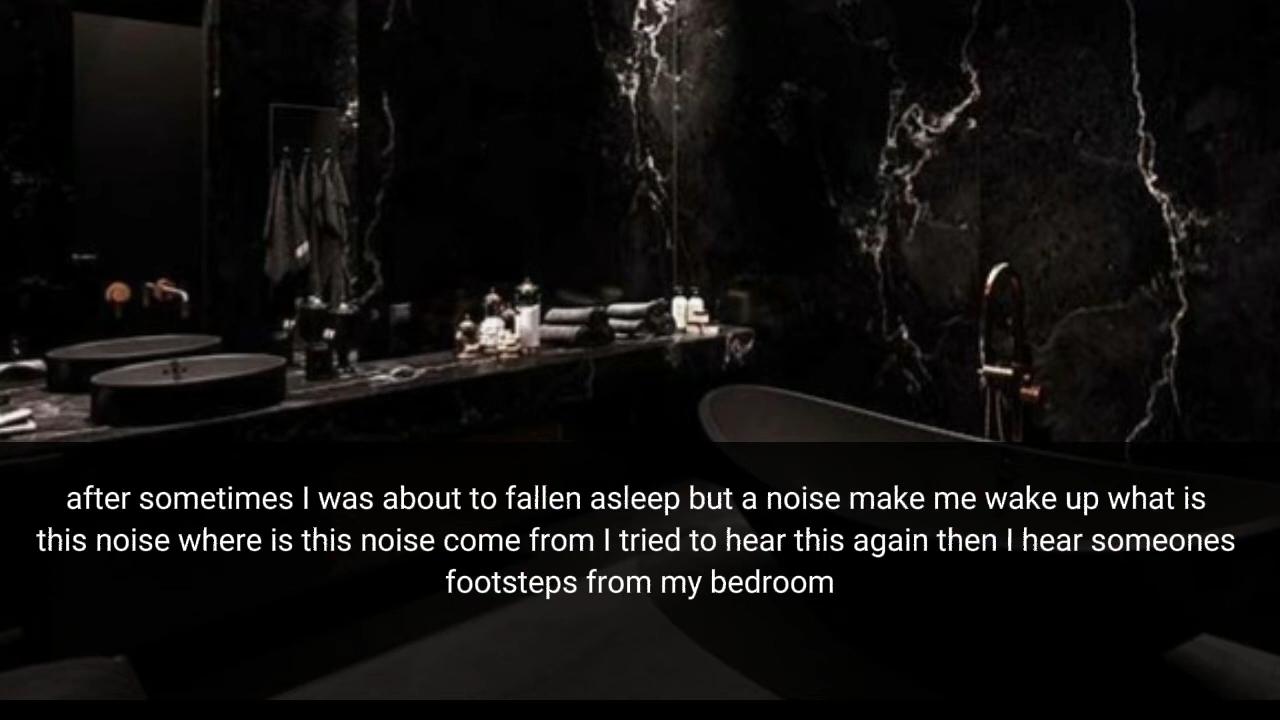 after sometimes I was about to fallen asleep but a noise make me wake up what is
this noise where is this noise come from I tried to hear this again then I hear someones
footsteps from my bedroom